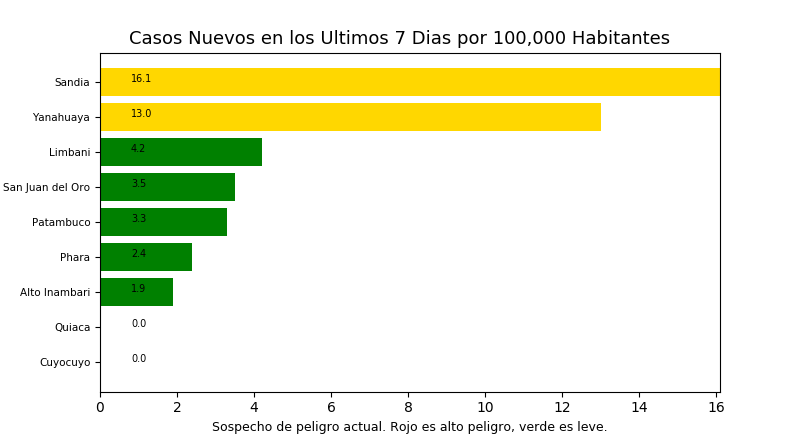 Casos Nuevos en los Ultimos 7 Dias por 100,000 Habitantes
Sandia 16.1
Yanahuaya 13.0
Limbani 4.2
San Juan del Oro 3.5
Patambuco 3.3
Phara 2.4
Alto Inambari 1.9
Quiaca 0.0
Cuyocuyo 0.0
0 2 4 6 8 10 12 14 16
Sospecho de peligro actual. Rojo es alto peligro, verde es leve.